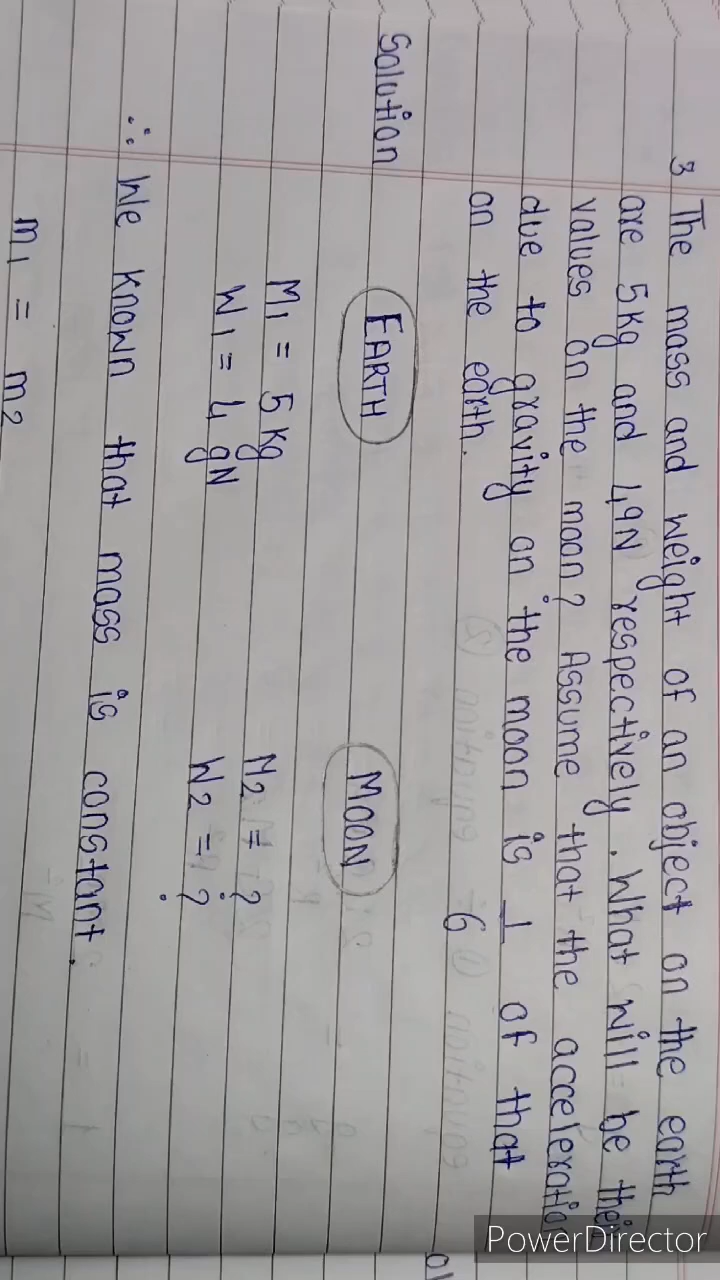 3 The mass and weight of an object on the earth
are 5 kg and 49N respectively. What will be their
values on the moon? Assume that the acceleration
due to gravity on the moon is 1/6 of that
on the earth.
Solution
EARTH MOON
M1 = 5 kg M2 = ?
W1 = 49N W2 = ?
∴ We known that mass is constant.
m1 = m2
PowerDirector